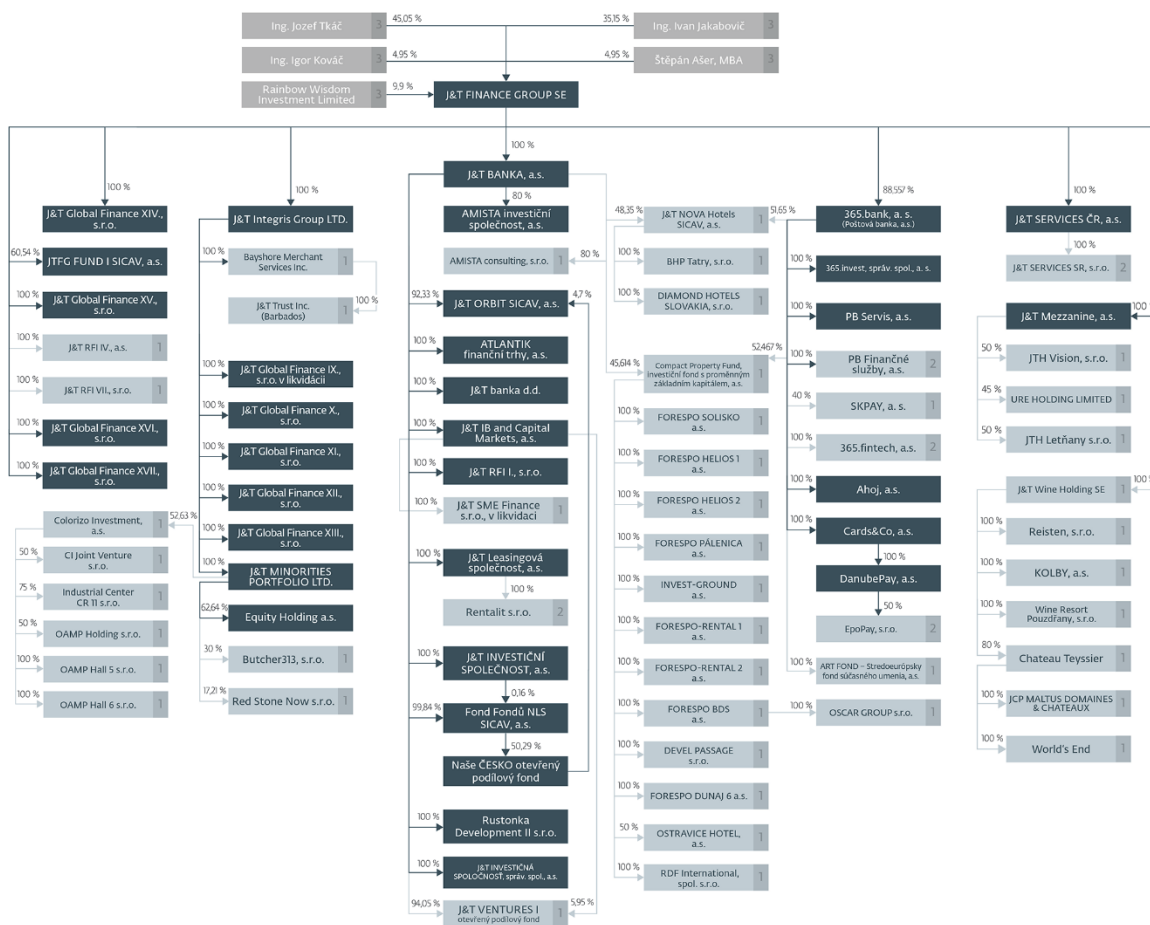 Ing. Jozef Tkáč 3
45,05 %
35,15 %
Ing. Ivan Jakabovič 3
Ing. Igor Kováč 3
4,95 %
4,95 %
Štěpán Ašer, MBA 3
Rainbow Wisdom
Investment Limited 3
9,9 %
J&T FINANCE GROUP SE
100 %
J&T Global Finance XIV.,
s.r.o.
60,54 %
JTFG FUND I SICAV, a.s.
100 %
J&T Global Finance XV.,
s.r.o.
100 %
J&T RFI IV., a.s. 1
100 %
J&T RFI VII., s.r.o. 1
100 %
J&T Global Finance XVI.,
s.r.o.
100 %
J&T Global Finance XVII.,
s.r.o.
Colorizo Investment,
a.s. 1
52,63 %
50 %
CI Joint Venture
s.r.o. 1
75 %
Industrial Center
CR 11 s.r.o. 1
50 %
OAMP Holding s.r.o. 1
100 %
OAMP Hall 5 s.r.o. 1
100 %
OAMP Hall 6 s.r.o. 1
100 %
J&T Integris Group LTD.
100 %
Bayshore Merchant
Services Inc. 1
J&T Trust Inc.
(Barbados) 1
100 %
100 %
J&T Global Finance IX.,
s.r.o. v likvidácii
100 %
J&T Global Finance X.,
s.r.o.
100 %
J&T Global Finance XI.,
s.r.o.
100 %
J&T Global Finance XII.,
s.r.o.
100 %
J&T Global Finance XIII.,
s.r.o.
100 %
J&T MINORITIES
PORTFOLIO LTD.
62,64 %
Equity Holding a.s.
30 %
Butcher313, s.r.o. 1
17,21 %
Red Stone Now s.r.o. 1
100 %
J&T BANKA, a.s.
80 %
AMISTA investiční
společnost, a.s.
AMISTA consulting, s.r.o. 1
80 %
92,33 %
J&T ORBIT SICAV, a.s.
4,7 %
100 %
ATLANTIK
finanční trhy, a.s.
100 %
J&T banka d.d.
100 %
J&T IB and Capital
Markets, a.s.
100 %
J&T RFI I., s.r.o.
100 %
J&T SME Finance
s.r.o., v likvidaci 1
100 %
J&T Leasingová
společnost, a.s.
100 %
Rentalit s.r.o. 2
100 %
J&T INVESTIČNÍ
SPOLEČNOST, a.s.
0,16 %
99,84 %
Fond Fondů NLS
SICAV, a.s.
50,29 %
Naše ČESKO otevřený
podílový fond
100 %
Rustonka
Development II s.r.o.
100 %
J&T INVESTIČNÁ
SPOLOČNOSŤ, správ. spol., a.s.
94,05 %
J&T VENTURES I
otevřený podílový fond 1
5,95 %
48,35 %
J&T NOVA Hotels
SICAV, a.s. 1
51,65 %
100 %
BHP Tatry, s.r.o. 1
100 %
DIAMOND HOTELS
SLOVAKIA, s.r.o. 1
52,467 %
45,614 %
Compact Property Fund,
investiční fond s proměnným
základním kapitálem, a.s. 1
100 %
FORESPO SOLISKO
a.s. 1
100 %
FORESPO HELIOS 1
a.s. 1
100 %
FORESPO HELIOS 2
a.s. 1
100 %
FORESPO PÁLENICA
a.s. 1
100 %
INVEST-GROUND
a.s. 1
100 %
FORESPO-RENTAL 1
a.s. 1
100 %
FORESPO-RENTAL 2
a.s. 1
100 %
FORESPO BDS
a.s. 1
100 %
DEVEL PASSAGE
s.r.o. 1
100 %
FORESPO DUNAJ 6 a.s. 1
50 %
OSTRAVICE HOTEL,
a.s. 1
100 %
RDF International,
spol. s.r.o. 1
88,557 %
365.bank, a. s.
(Poštová banka, a.s.)
100 %
365.invest, správ. spol., a. s.
100 %
PB Servis, a.s.
100 %
PB Finančné
služby, a.s. 2
40 %
SKPAY, a. s. 1
100 %
365.fintech, a.s. 2
100 %
Ahoj, a.s.
100 %
Cards&Co, a.s.
100 %
DanubePay, a.s.
50 %
EpoPay, s.r.o. 2
100 %
ART FOND – Stredoeurópsky
fond súčasného umenia, a.s. 1
100 %
OSCAR GROUP s.r.o. 1
100 %
J&T SERVICES ČR, a.s.
100 %
J&T SERVICES SR, s.r.o. 2
J&T Mezzanine, a.s.
100 %
50 %
JTH Vision, s.r.o. 1
45 %
URE HOLDING LIMITED 1
50 %
JTH Letňany s.r.o. 1
J&T Wine Holding SE 1
100 %
100 %
Reisten, s.r.o. 1
100 %
KOLBY, a.s. 1
100 %
Wine Resort
Pouzdřany, s.r.o. 1
80 %
Chateau Teyssier 1
100 %
JCP MALTUS DOMAINES
& CHATEAUX 1
100 %
World's End 1